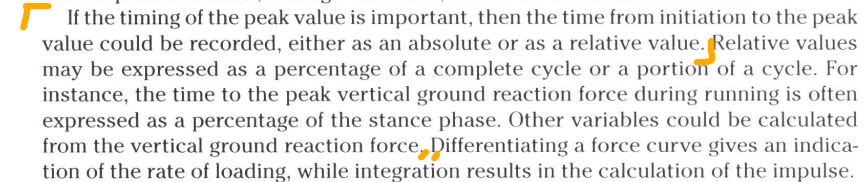 If the timing of the peak value is important, then the time from initiation to the peak
value could be recorded, either as an absolute or as a relative value. Relative values
may be expressed as a percentage of a complete cycle or a portion of a cycle. For
instance, the time to the peak vertical ground reaction force during running is often
expressed as a percentage of the stance phase. Other variables could be calculated
from the vertical ground reaction force. Differentiating a force curve gives an indica-
tion of the rate of loading, while integration results in the calculation of the impulse.